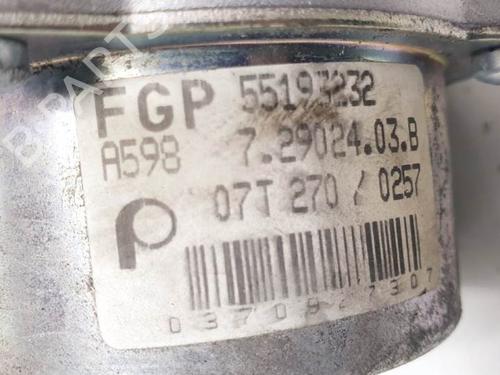 FGP 55193232
A598 7.29024.03.B
07T 270 / 0257
P